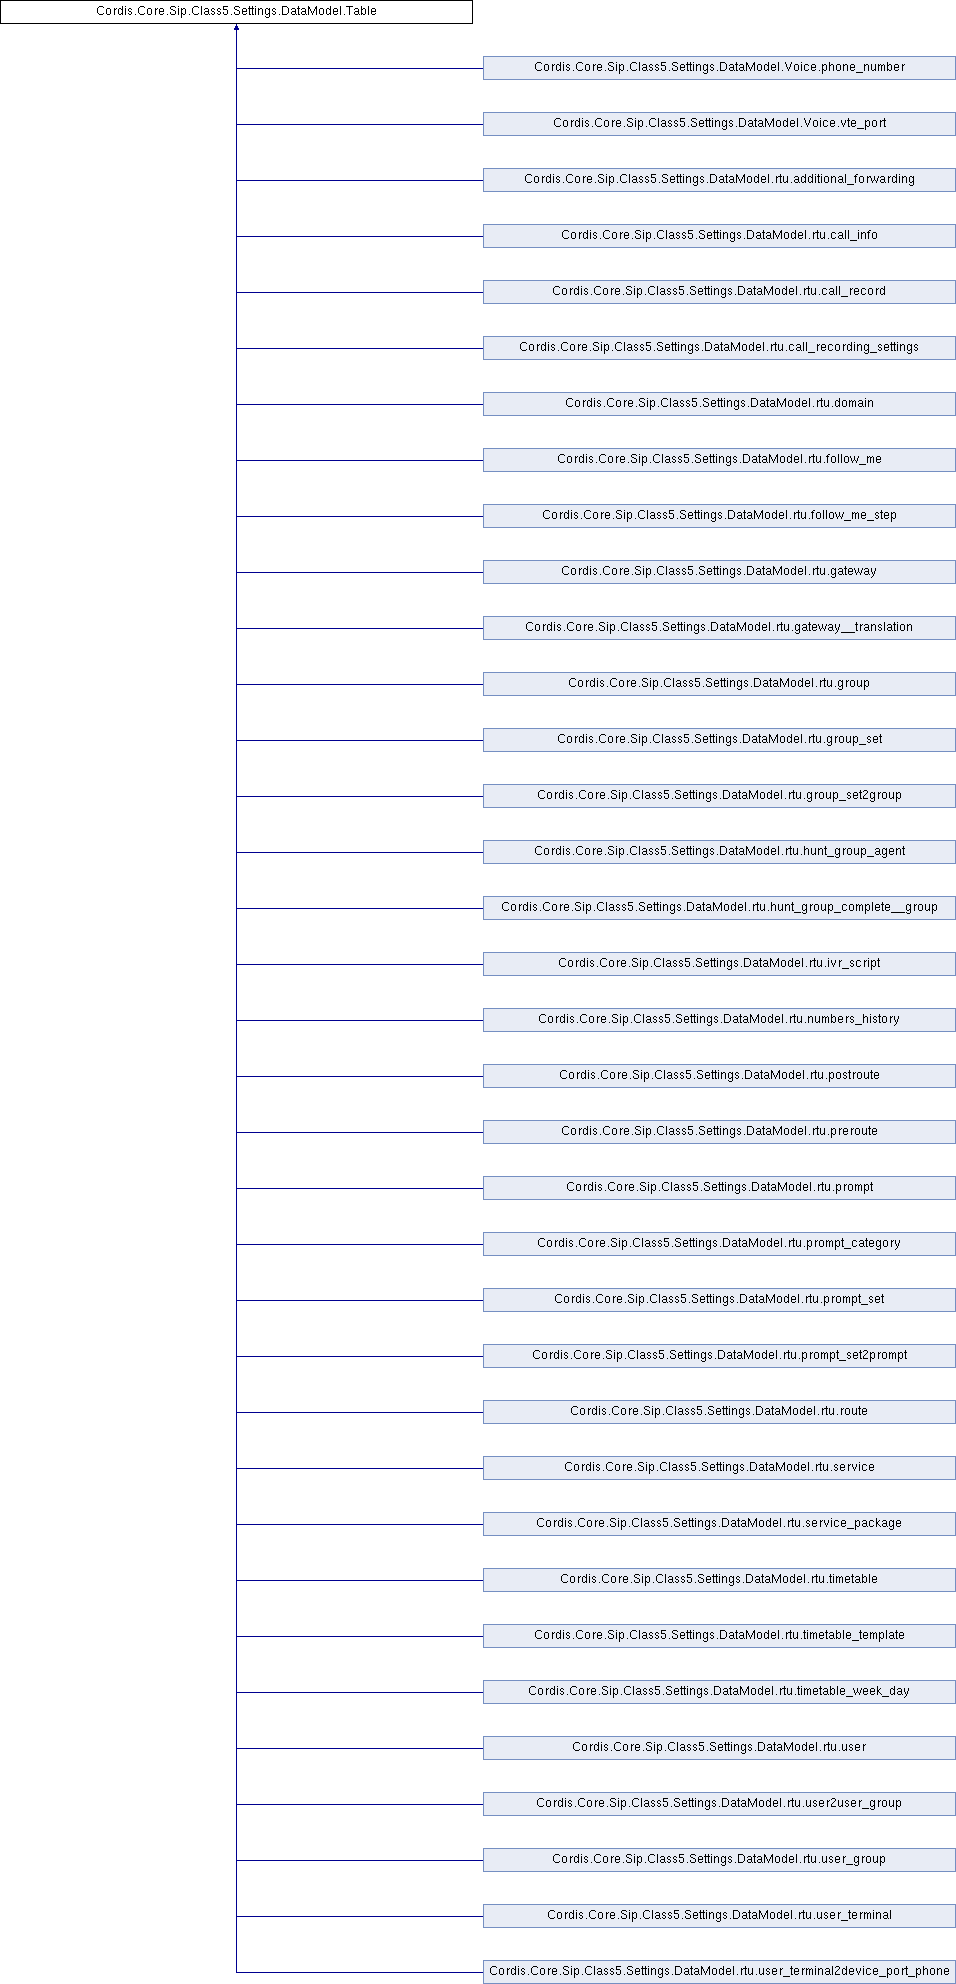 Cordis.Core.Sip.Class5.Settings.DataModel.Table
Cordis.Core.Sip.Class5.Settings.DataModel.Voice.phone_number
Cordis.Core.Sip.Class5.Settings.DataModel.Voice.vte_port
Cordis.Core.Sip.Class5.Settings.DataModel.rtu.additional_forwarding
Cordis.Core.Sip.Class5.Settings.DataModel.rtu.call_info
Cordis.Core.Sip.Class5.Settings.DataModel.rtu.call_record
Cordis.Core.Sip.Class5.Settings.DataModel.rtu.call_recording_settings
Cordis.Core.Sip.Class5.Settings.DataModel.rtu.domain
Cordis.Core.Sip.Class5.Settings.DataModel.rtu.follow_me
Cordis.Core.Sip.Class5.Settings.DataModel.rtu.follow_me_step
Cordis.Core.Sip.Class5.Settings.DataModel.rtu.gateway
Cordis.Core.Sip.Class5.Settings.DataModel.rtu.gateway__translation
Cordis.Core.Sip.Class5.Settings.DataModel.rtu.group
Cordis.Core.Sip.Class5.Settings.DataModel.rtu.group_set
Cordis.Core.Sip.Class5.Settings.DataModel.rtu.group_set2group
Cordis.Core.Sip.Class5.Settings.DataModel.rtu.hunt_group_agent
Cordis.Core.Sip.Class5.Settings.DataModel.rtu.hunt_group_complete__group
Cordis.Core.Sip.Class5.Settings.DataModel.rtu.ivr_script
Cordis.Core.Sip.Class5.Settings.DataModel.rtu.numbers_history
Cordis.Core.Sip.Class5.Settings.DataModel.rtu.postroute
Cordis.Core.Sip.Class5.Settings.DataModel.rtu.preroute
Cordis.Core.Sip.Class5.Settings.DataModel.rtu.prompt
Cordis.Core.Sip.Class5.Settings.DataModel.rtu.prompt_category
Cordis.Core.Sip.Class5.Settings.DataModel.rtu.prompt_set
Cordis.Core.Sip.Class5.Settings.DataModel.rtu.prompt_set2prompt
Cordis.Core.Sip.Class5.Settings.DataModel.rtu.route
Cordis.Core.Sip.Class5.Settings.DataModel.rtu.service
Cordis.Core.Sip.Class5.Settings.DataModel.rtu.service_package
Cordis.Core.Sip.Class5.Settings.DataModel.rtu.timetable
Cordis.Core.Sip.Class5.Settings.DataModel.rtu.timetable_template
Cordis.Core.Sip.Class5.Settings.DataModel.rtu.timetable_week_day
Cordis.Core.Sip.Class5.Settings.DataModel.rtu.user
Cordis.Core.Sip.Class5.Settings.DataModel.rtu.user2user_group
Cordis.Core.Sip.Class5.Settings.DataModel.rtu.user_group
Cordis.Core.Sip.Class5.Settings.DataModel.rtu.user_terminal
Cordis.Core.Sip.Class5.Settings.DataModel.rtu.user_terminal2device_port_phone